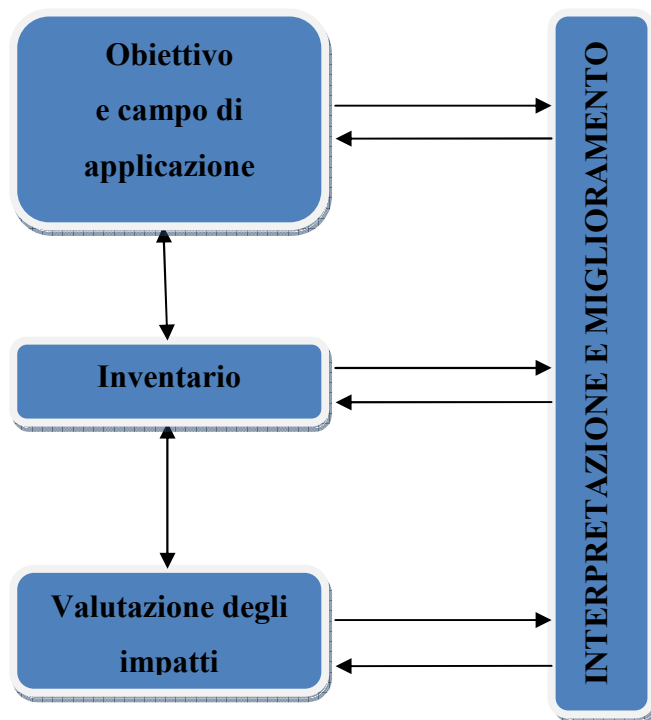 Obiettivo
e campo di
applicazione
Inventario
Valutazione degli
impatti
INTERPRETAZIONE E MIGLIORAMENTO